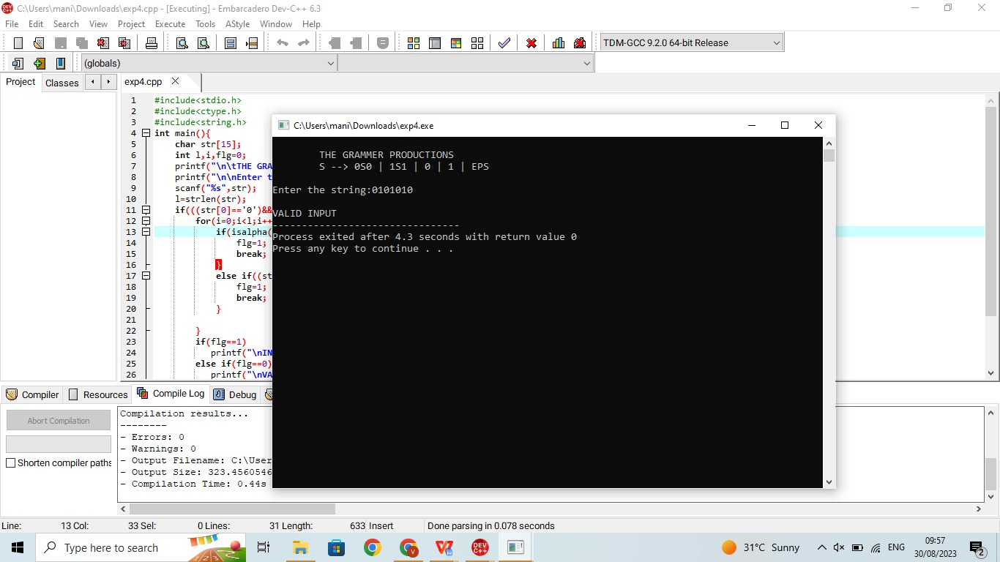 C:\Users\mani\Downloads\exp4.cpp - [Executing] - Embarcadero Dev-C++ 6.3
File Edit Search View Project Execute Tools AStyle Window Help
TDM-GCC 9.2.0 64-bit Release
(globals)
Project Classes exp4.cpp
1 #include<stdio.h>
2 #include<ctype.h>
3 #include<string.h>
4 int main(){
5 char str[15];
6 int l,i,flg=0;
7 printf("\n\tTHE GRA
8 printf("\n\nEnter t
9 scanf("%s",str);
10 l=strlen(str);
11 if(((str[0]=='0')&&
12 for(i=0;i<l;i++
13 if(isalpha(
14 flg=1;
15 break;
16 }
17 else if((st
18 flg=1;
19 break;
20 }
21
22 }
23 if(flg==1)
24 printf("\nIN
25 else if(flg==0)
26 printf("\nVA
C:\Users\mani\Downloads\exp4.exe
THE GRAMMER PRODUCTIONS
S --> 0S0 | 1S1 | 0 | 1 | EPS
Enter the string:0101010
VALID INPUT
--------------------------------
Process exited after 4.3 seconds with return value 0
Press any key to continue . . .
Compiler Resources Compile Log Debug
Abort Compilation
Shorten compiler paths
Compilation results...
--------
- Errors: 0
- Warnings: 0
- Output Filename: C:\User
- Output Size: 323.4560546
- Compilation Time: 0.44s
Line: 13 Col: 33 Sel: 0 Lines: 31 Length: 633 Insert Done parsing in 0.078 seconds
Type here to search
DEV C++
31°C Sunny
ENG
09:57
30/08/2023
2